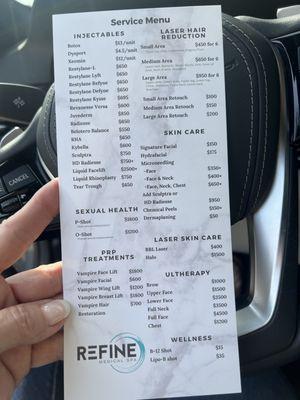 Service Menu
INJECTABLES
Botox $13/unit
Dysport $4.5/unit
Xeomin $12/unit
Restylane-L $650
Restylane Lyft $650
Restylane Refyne $650
Restylane Defyne $650
Restylane Kysse $695
Revanesse Versa $600
Juvederm $850
Radiesse $650
Belotero Balance $550
RHA $650
Kybella $600
Sculptra $750
HD Radiesse $750+
Liquid Facelift $2500+
Liquid Rhinoplasty $750
Tear Trough $650
SEXUAL HEALTH
P-Shot $1800
O-Shot $1200
PRP
TREATMENTS
Vampire Face Lift $1800
Vampire Facial $600
Vampire Wing Lift $1200
Vampire Breast Lift $1800
Vampire Hair $700
Restoration
REFINE
MEDICAL SPA
LASER HAIR
REDUCTION
Small Area $450 for 6
Medium Area $650 for 6
Large Area $950 for 6
Small Area Retouch $100
Medium Area Retouch $150
Large Area Retouch $200
SKIN CARE
Signature Facial $150
Hydrafacial $175
Microneedling
-Face $350+
-Face & Neck $400+
-Face, Neck, Chest $650+
Add Sculptra or
HD Radiesse $950
Chemical Peels $150+
Dermaplaning $50
LASER SKIN CARE
BBL Laser $400
Halo $1500
ULTHERAPY
Brow $1000
Upper Face $1500
Lower Face $2500
Full Neck $3500
Full Face $4500
Chest $1200
WELLNESS
B-12 Shot $15
Lipo-B shot $35
CANCEL